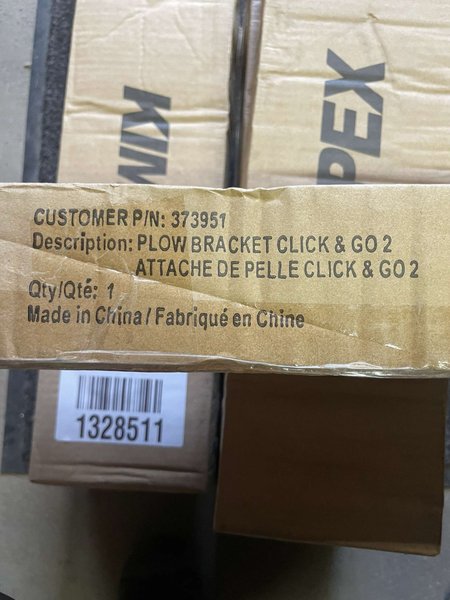 KIM
PEX
CUSTOMER P/N: 373951
Description: PLOW BRACKET CLICK & GO 2
ATTACHE DE PELLE CLICK & GO 2
Qty/Qté: 1
Made in China / Fabriqué en Chine
1328511